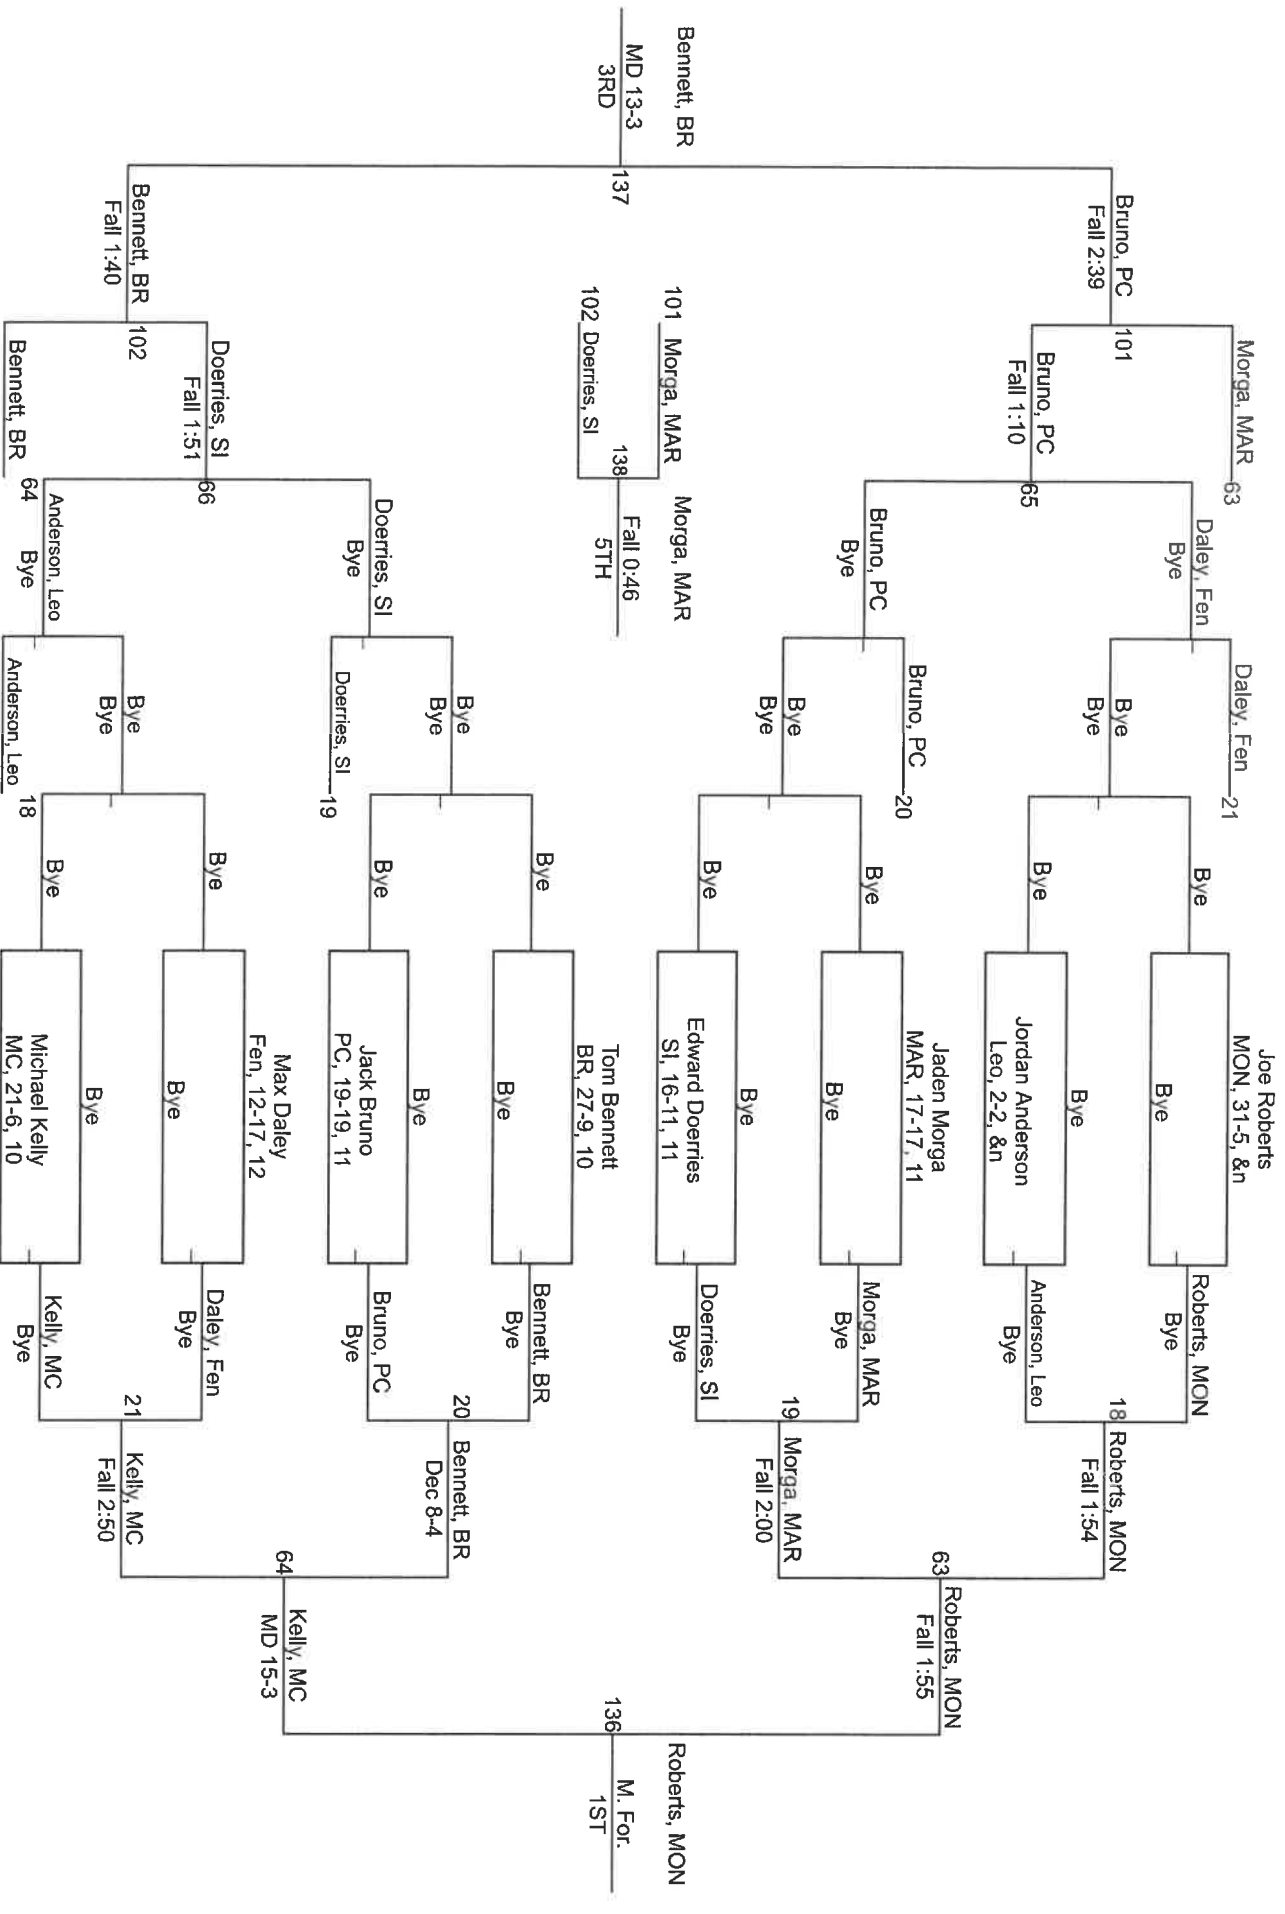 Joe Roberts
MON, 31-5, &n
Bye
Bye
Jordan Anderson
Leo, 2-2, &n
Jaden Morga
MAR, 17-17, 11
Bye
Bye
Edward Doerries
SI, 16-11, 11
Tom Bennett
BR, 27-9, 10
Bye
Bye
Jack Bruno
PC, 19-19, 11
Max Daley
Fen, 12-17, 12
Bye
Bye
Michael Kelly
MC, 21-6, 10
Roberts, MON
Bye
Anderson, Leo
Bye
Morga, MAR
Bye
Doerries, SI
Bye
Bennett, BR
Bye
Bruno, PC
Bye
Daley, Fen
Bye
Kelly, MC
Bye
18
Roberts, MON
Fall 1:54
19
Morga, MAR
Fall 2:00
20
Bennett, BR
Dec 8-4
21
Kelly, MC
Fall 2:50
63
Roberts, MON
Fall 1:55
64
Kelly, MC
MD 15-3
136
Roberts, MON
M. For.
1ST
Bye
Bye
Bye
Bye
Bye
Bye
Bye
Bye
Daley, Fen
21
Bye
Bye
Bruno, PC
20
Bye
Bye
Bye
Bye
Doerries, SI
19
Bye
Bye
Anderson, Leo
18
Daley, Fen
Bye
Bruno, PC
Bye
Doerries, SI
Bye
Anderson, Leo
Bye
Morga, MAR
63
65
Bruno, PC
Fall 1:10
66
Doerries, SI
Fall 1:51
Bennett, BR
64
101
Bruno, PC
Fall 2:39
102
Bennett, BR
Fall 1:40
137
Bennett, BR
MD 13-3
3RD
101 Morga, MAR
102 Doerries, SI
138
Morga, MAR
Fall 0:46
5TH